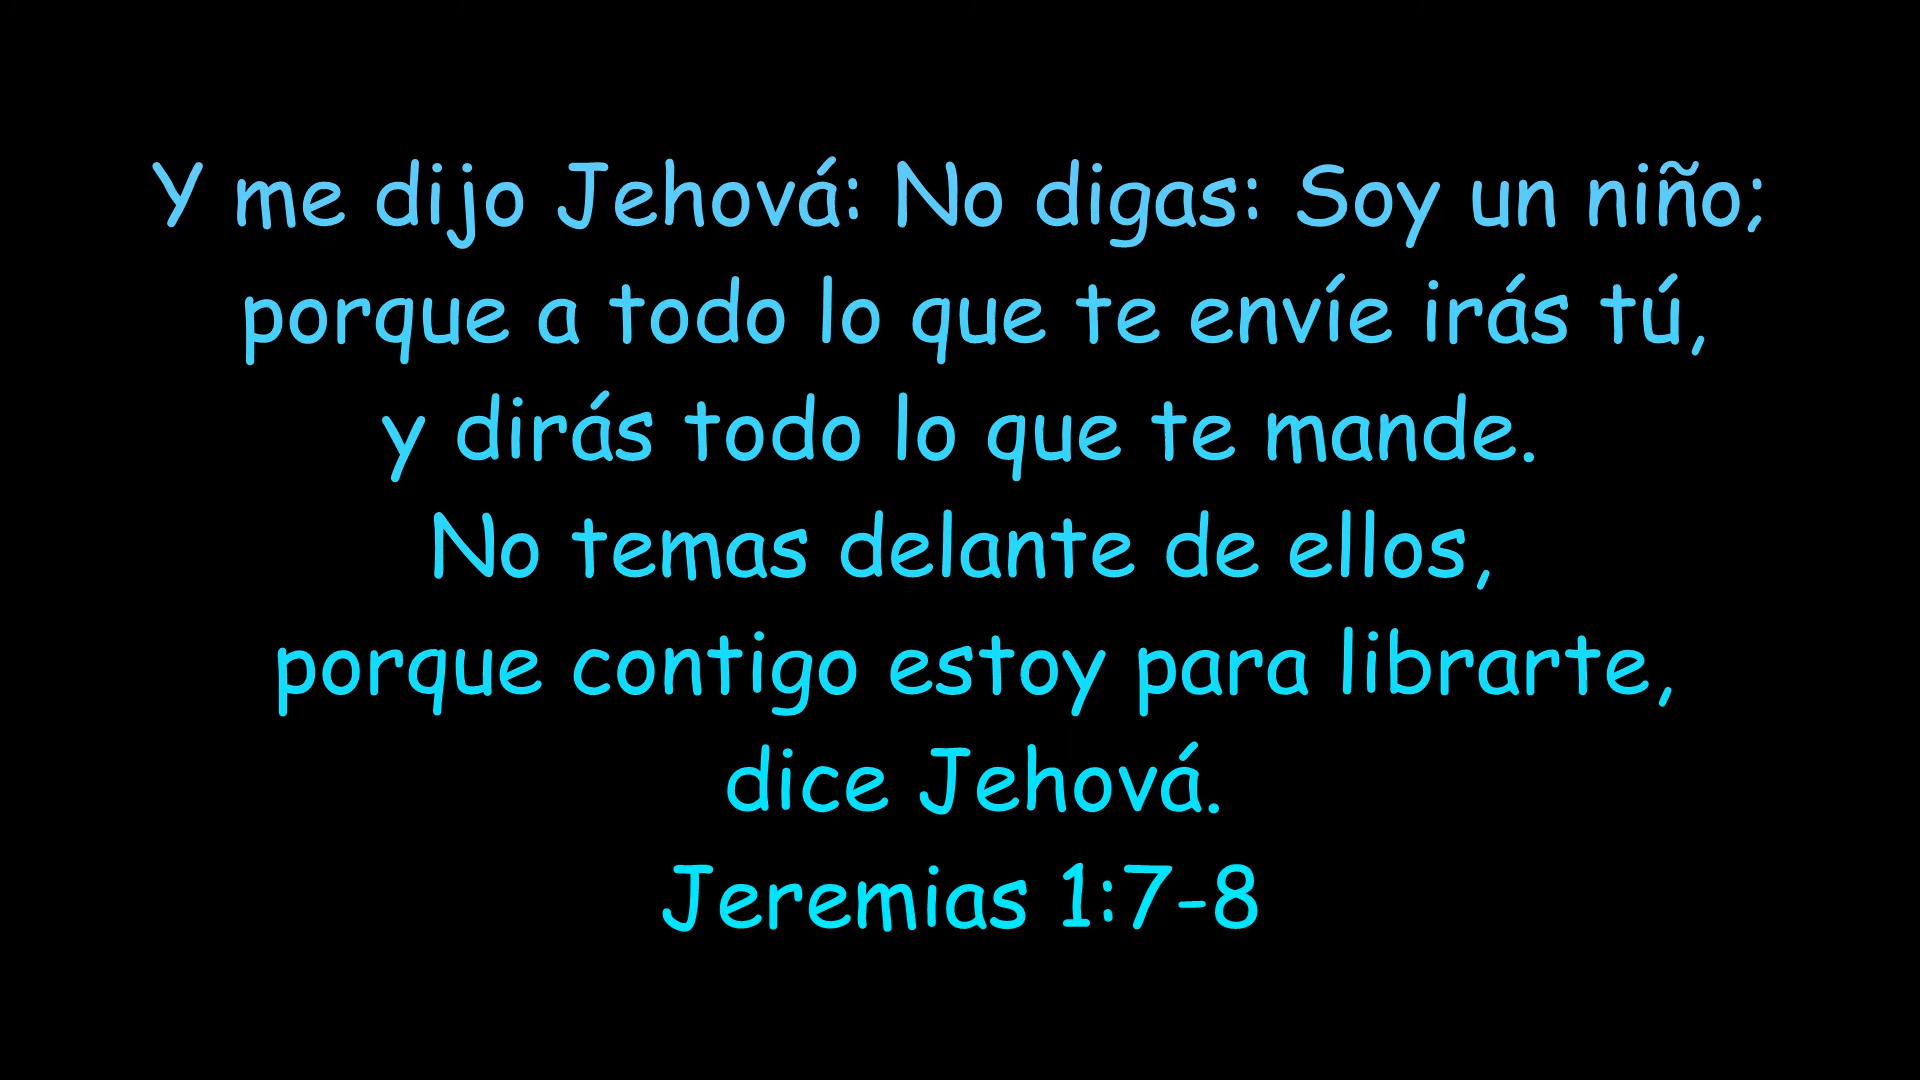 Y me dijo Jehová: No digas: Soy un niño;
porque a todo lo que te envíe irás tú,
y dirás todo lo que te mande.
No temas delante de ellos,
porque contigo estoy para librarte,
dice Jehová.
Jeremias 1:7-8